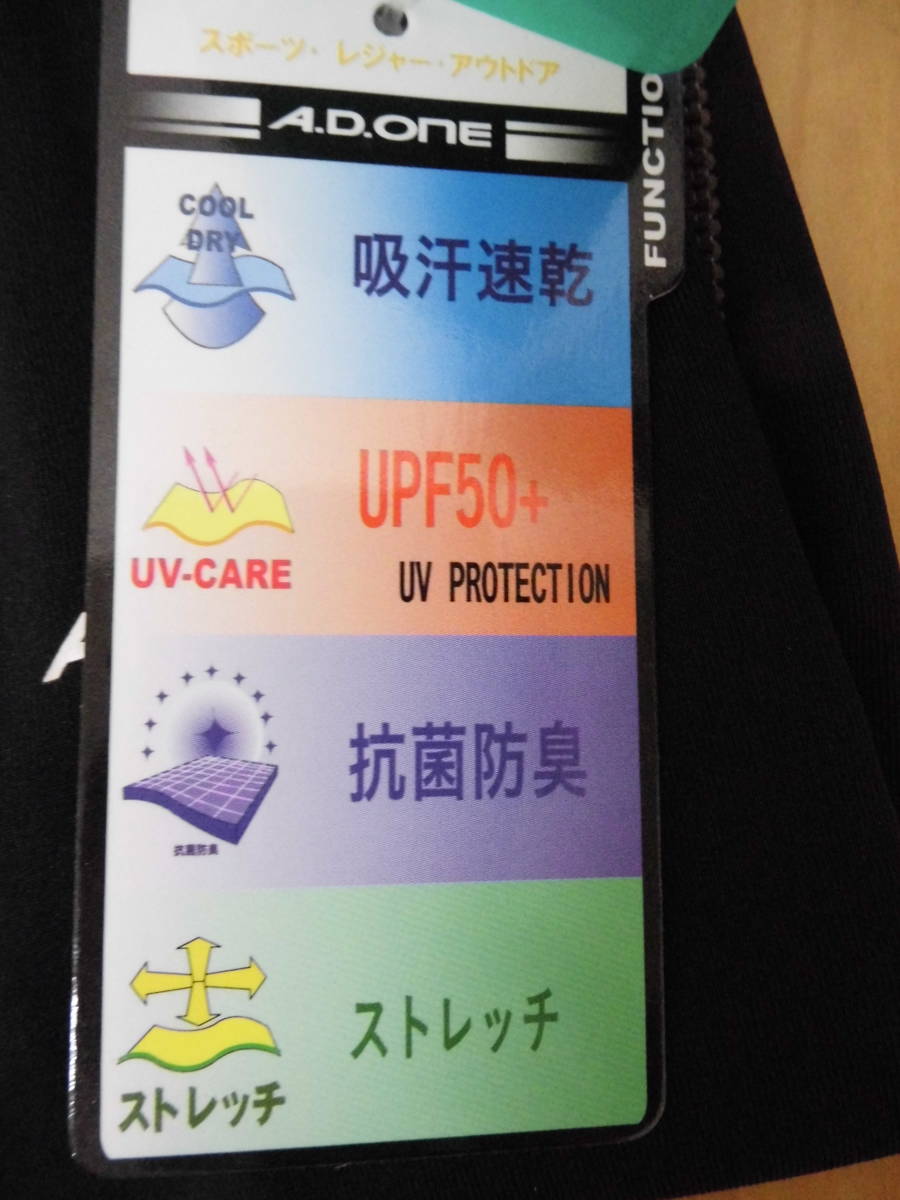 スポーツ・レジャー・アウトドア
A.D.ONE
FUNCTIO
COOL
DRY
吸汗速乾
UPF50+
UV-CARE
UV PROTECTION
抗菌防臭
抗菌防臭
ストレッチ
ストレッチ
A